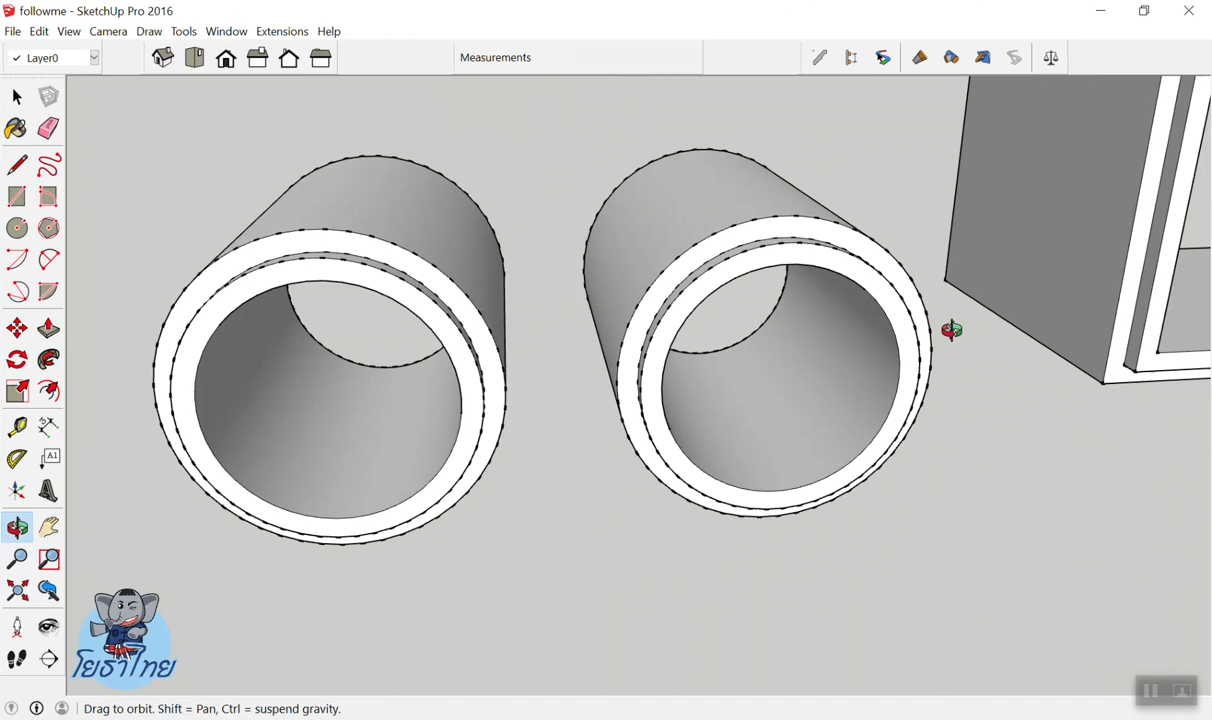 followme - SketchUp Pro 2016
File Edit View Camera Draw Tools Window Extensions Help
Layer0
Measurements
A1
โยธาไทย
Drag to orbit. Shift = Pan, Ctrl = suspend gravity.